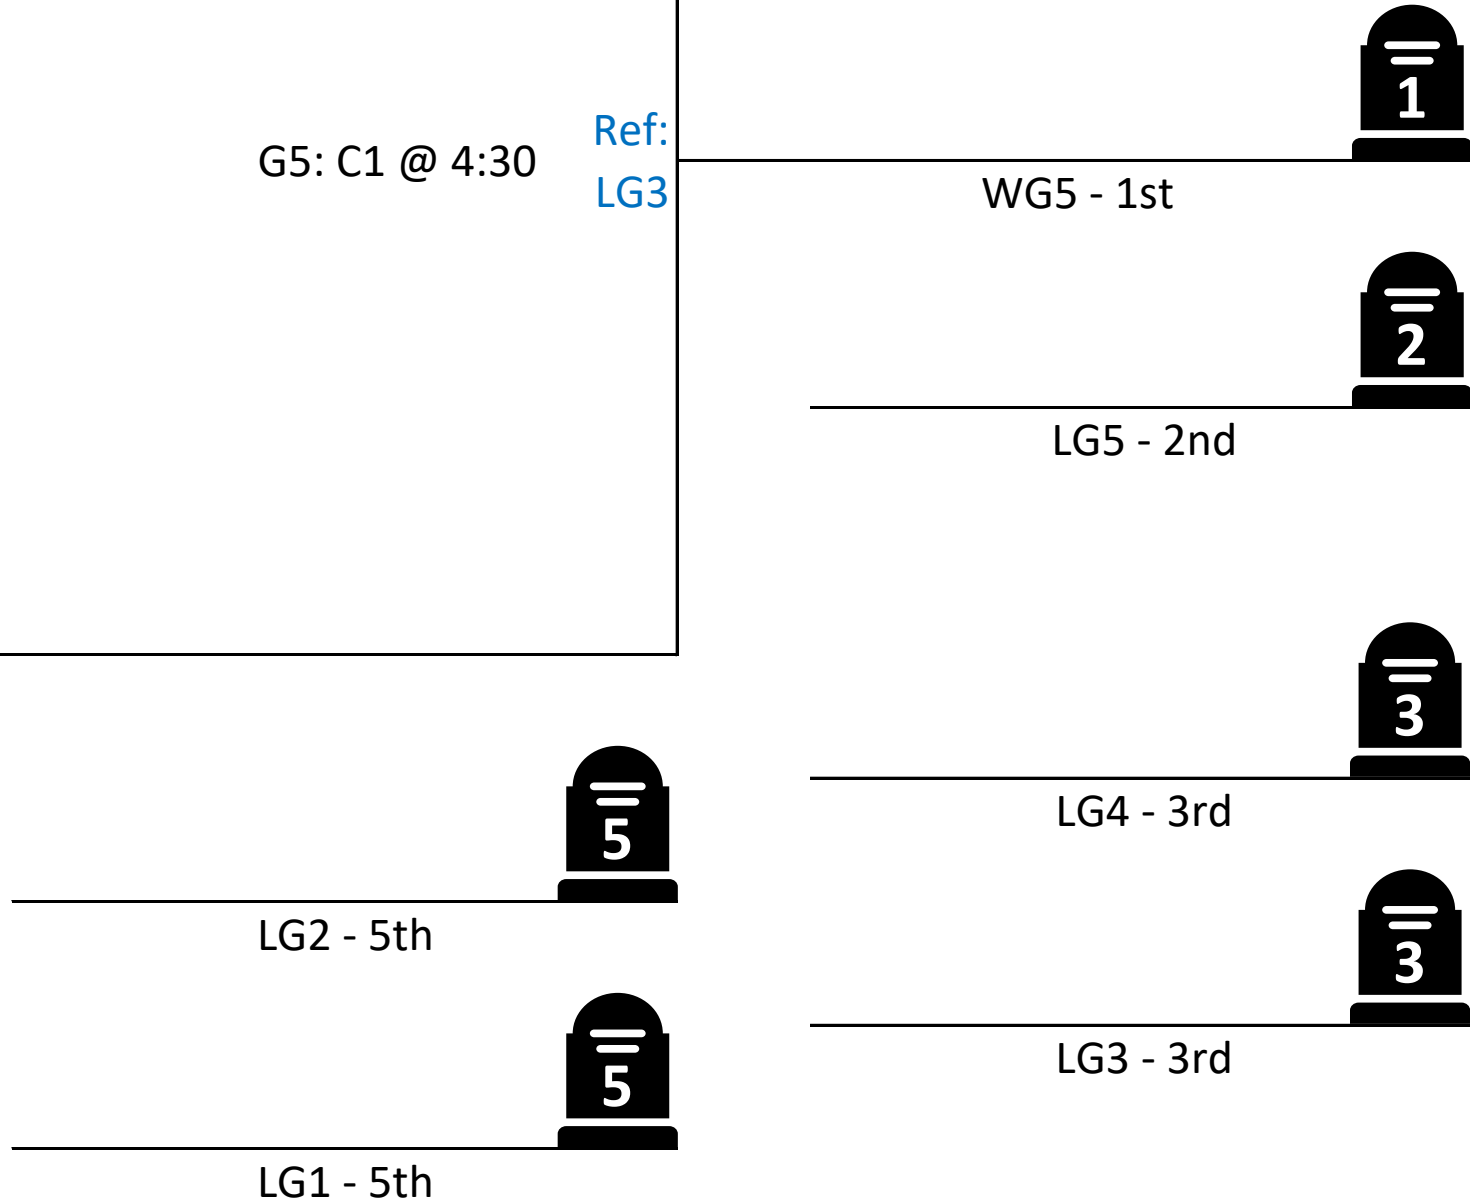 1
Ref:
G5: C1 @ 4:30
LG3
WG5 - 1st
2
LG5 - 2nd
3
LG4 - 3rd
5
LG2 - 5th
3
LG3 - 3rd
5
LG1 - 5th